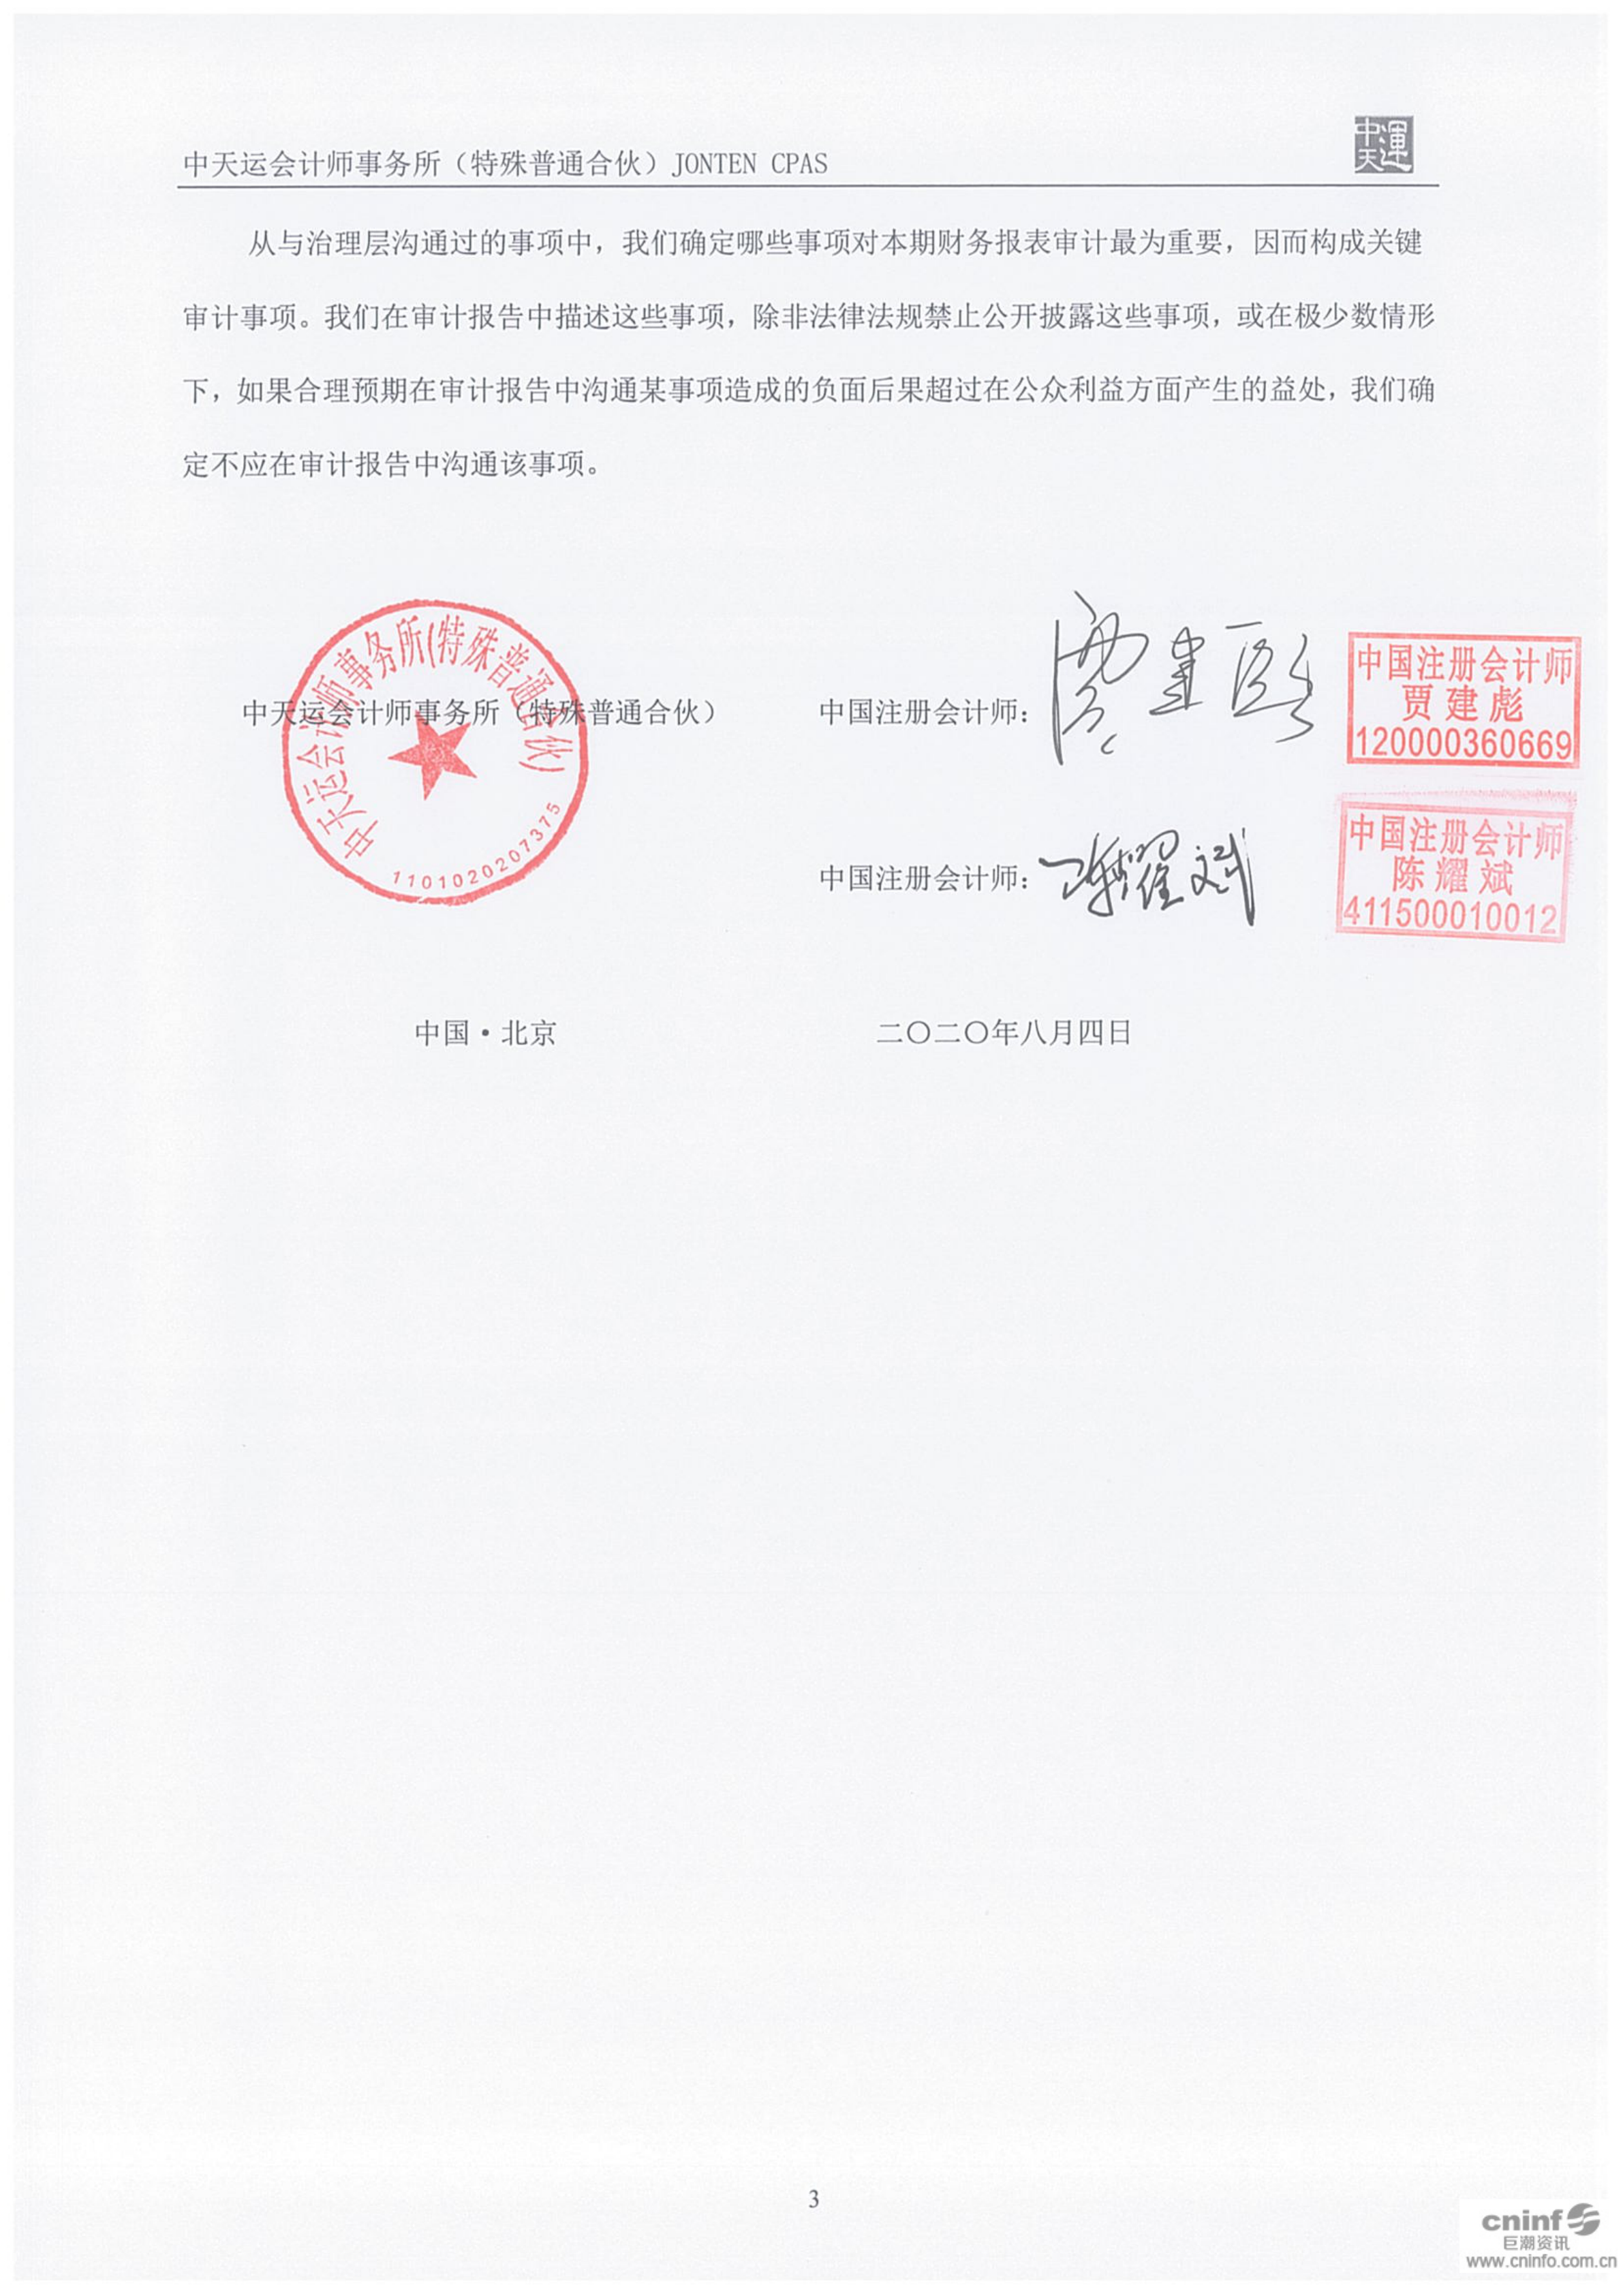 中天运会计师事务所（特殊普通合伙）JONTEN CPAS
中天運
从与治理层沟通过的事项中，我们确定哪些事项对本期财务报表审计最为重要，因而构成关键
审计事项。我们在审计报告中描述这些事项，除非法律法规禁止公开披露这些事项，或在极少数情形
下，如果合理预期在审计报告中沟通某事项造成的负面后果超过在公众利益方面产生的益处，我们确
定不应在审计报告中沟通该事项。
中天运会计师事务所（特殊普通合伙）
中天运会计师事务所(特殊普通合伙)
1101020207375
中国注册会计师：
贾建彪
中国注册会计师
贾建彪
120000360669
中国注册会计师：陈耀斌
中国注册会计师
陈耀斌
411500010012
中国·北京
二〇二〇年八月四日
3
cninf
巨潮资讯
www.cninfo.com.cn